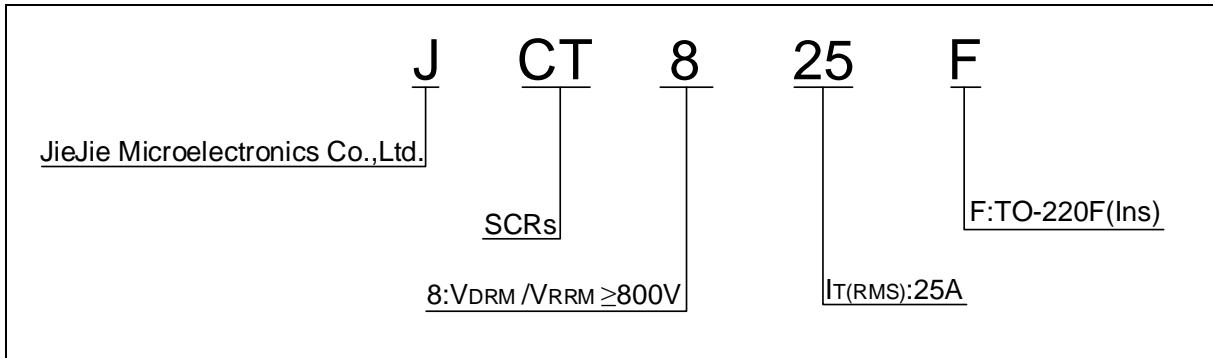 J CT 8 25 F
JieJie Microelectronics Co.,Ltd.
SCRs
F:TO-220F(Ins)
8:VDRM /VRRM ≥800V
IT(RMS):25A